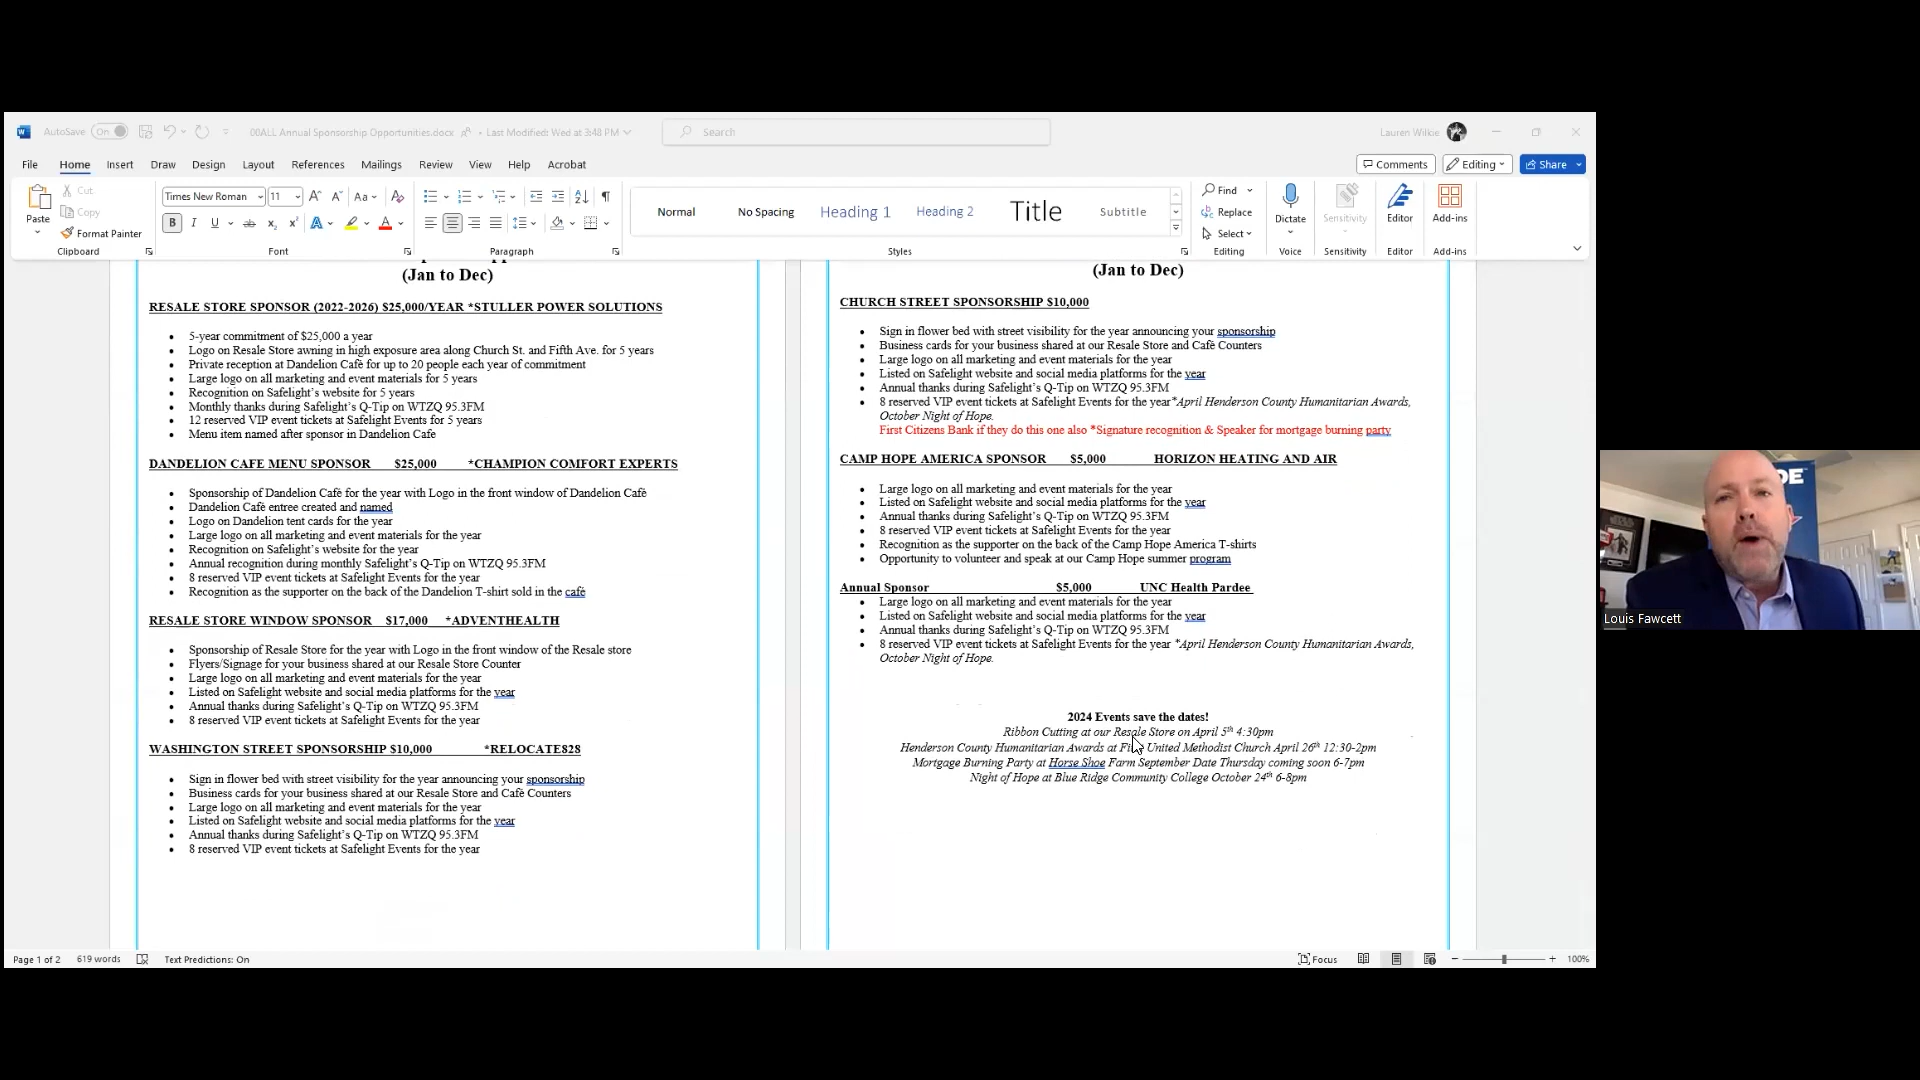 AutoSave On 00ALL Annual Sponsorship Opportunities.docx • Last Modified: Wed at 3:48 PM Search Lauren Wilkie
File Home Insert Draw Design Layout References Mailings Review View Help Acrobat Comments Editing Share
Paste Cut Copy Format Painter Clipboard
Times New Roman 11 Font
Paragraph
Normal No Spacing Heading 1 Heading 2 Title Subtitle Styles
Find Replace Select Editing
Dictate Voice
Sensitivity Sensitivity
Editor Editor
Add-ins Add-ins
(Jan to Dec)
RESALE STORE SPONSOR (2022-2026) $25,000/YEAR *STULLER POWER SOLUTIONS
• 5-year commitment of $25,000 a year
• Logo on Resale Store awning in high exposure area along Church St. and Fifth Ave. for 5 years
• Private reception at Dandelion Cafè for up to 20 people each year of commitment
• Large logo on all marketing and event materials for 5 years
• Recognition on Safelight's website for 5 years
• Monthly thanks during Safelight's Q-Tip on WTZQ 95.3FM
• 12 reserved VIP event tickets at Safelight Events for 5 years
• Menu item named after sponsor in Dandelion Cafe
DANDELION CAFE MENU SPONSOR $25,000 *CHAMPION COMFORT EXPERTS
• Sponsorship of Dandelion Cafè for the year with Logo in the front window of Dandelion Cafè
• Dandelion Cafè entree created and named
• Logo on Dandelion tent cards for the year
• Large logo on all marketing and event materials for the year
• Recognition on Safelight's website for the year
• Annual recognition during monthly Safelight's Q-Tip on WTZQ 95.3FM
• 8 reserved VIP event tickets at Safelight Events for the year
• Recognition as the supporter on the back of the Dandelion T-shirt sold in the cafè
RESALE STORE WINDOW SPONSOR $17,000 *ADVENTHEALTH
• Sponsorship of Resale Store for the year with Logo in the front window of the Resale store
• Flyers/Signage for your business shared at our Resale Store Counter
• Large logo on all marketing and event materials for the year
• Listed on Safelight website and social media platforms for the year
• Annual thanks during Safelight's Q-Tip on WTZQ 95.3FM
• 8 reserved VIP event tickets at Safelight Events for the year
WASHINGTON STREET SPONSORSHIP $10,000 *RELOCATE828
• Sign in flower bed with street visibility for the year announcing your sponsorship
• Business cards for your business shared at our Resale Store and Cafè Counters
• Large logo on all marketing and event materials for the year
• Listed on Safelight website and social media platforms for the year
• Annual thanks during Safelight's Q-Tip on WTZQ 95.3FM
• 8 reserved VIP event tickets at Safelight Events for the year
(Jan to Dec)
CHURCH STREET SPONSORSHIP $10,000
• Sign in flower bed with street visibility for the year announcing your sponsorship
• Business cards for your business shared at our Resale Store and Cafè Counters
• Large logo on all marketing and event materials for the year
• Listed on Safelight website and social media platforms for the year
• Annual thanks during Safelight's Q-Tip on WTZQ 95.3FM
• 8 reserved VIP event tickets at Safelight Events for the year*April Henderson County Humanitarian Awards,
October Night of Hope.
First Citizens Bank if they do this one also *Signature recognition & Speaker for mortgage burning party
CAMP HOPE AMERICA SPONSOR $5,000 HORIZON HEATING AND AIR
• Large logo on all marketing and event materials for the year
• Listed on Safelight website and social media platforms for the year
• Annual thanks during Safelight's Q-Tip on WTZQ 95.3FM
• 8 reserved VIP event tickets at Safelight Events for the year
• Recognition as the supporter on the back of the Camp Hope America T-shirts
• Opportunity to volunteer and speak at our Camp Hope summer program
Annual Sponsor $5,000 UNC Health Pardee
• Large logo on all marketing and event materials for the year
• Listed on Safelight website and social media platforms for the year
• Annual thanks during Safelight's Q-Tip on WTZQ 95.3FM
• 8 reserved VIP event tickets at Safelight Events for the year *April Henderson County Humanitarian Awards,
October Night of Hope.
2024 Events save the dates!
Ribbon Cutting at our Resale Store on April 5th 4:30pm
Henderson County Humanitarian Awards at First United Methodist Church April 26th 12:30-2pm
Mortgage Burning Party at Horse Shoe Farm September Date Thursday coming soon 6-7pm
Night of Hope at Blue Ridge Community College October 24th 6-8pm
Louis Fawcett
Page 1 of 2 619 words Text Predictions: On Focus 100%